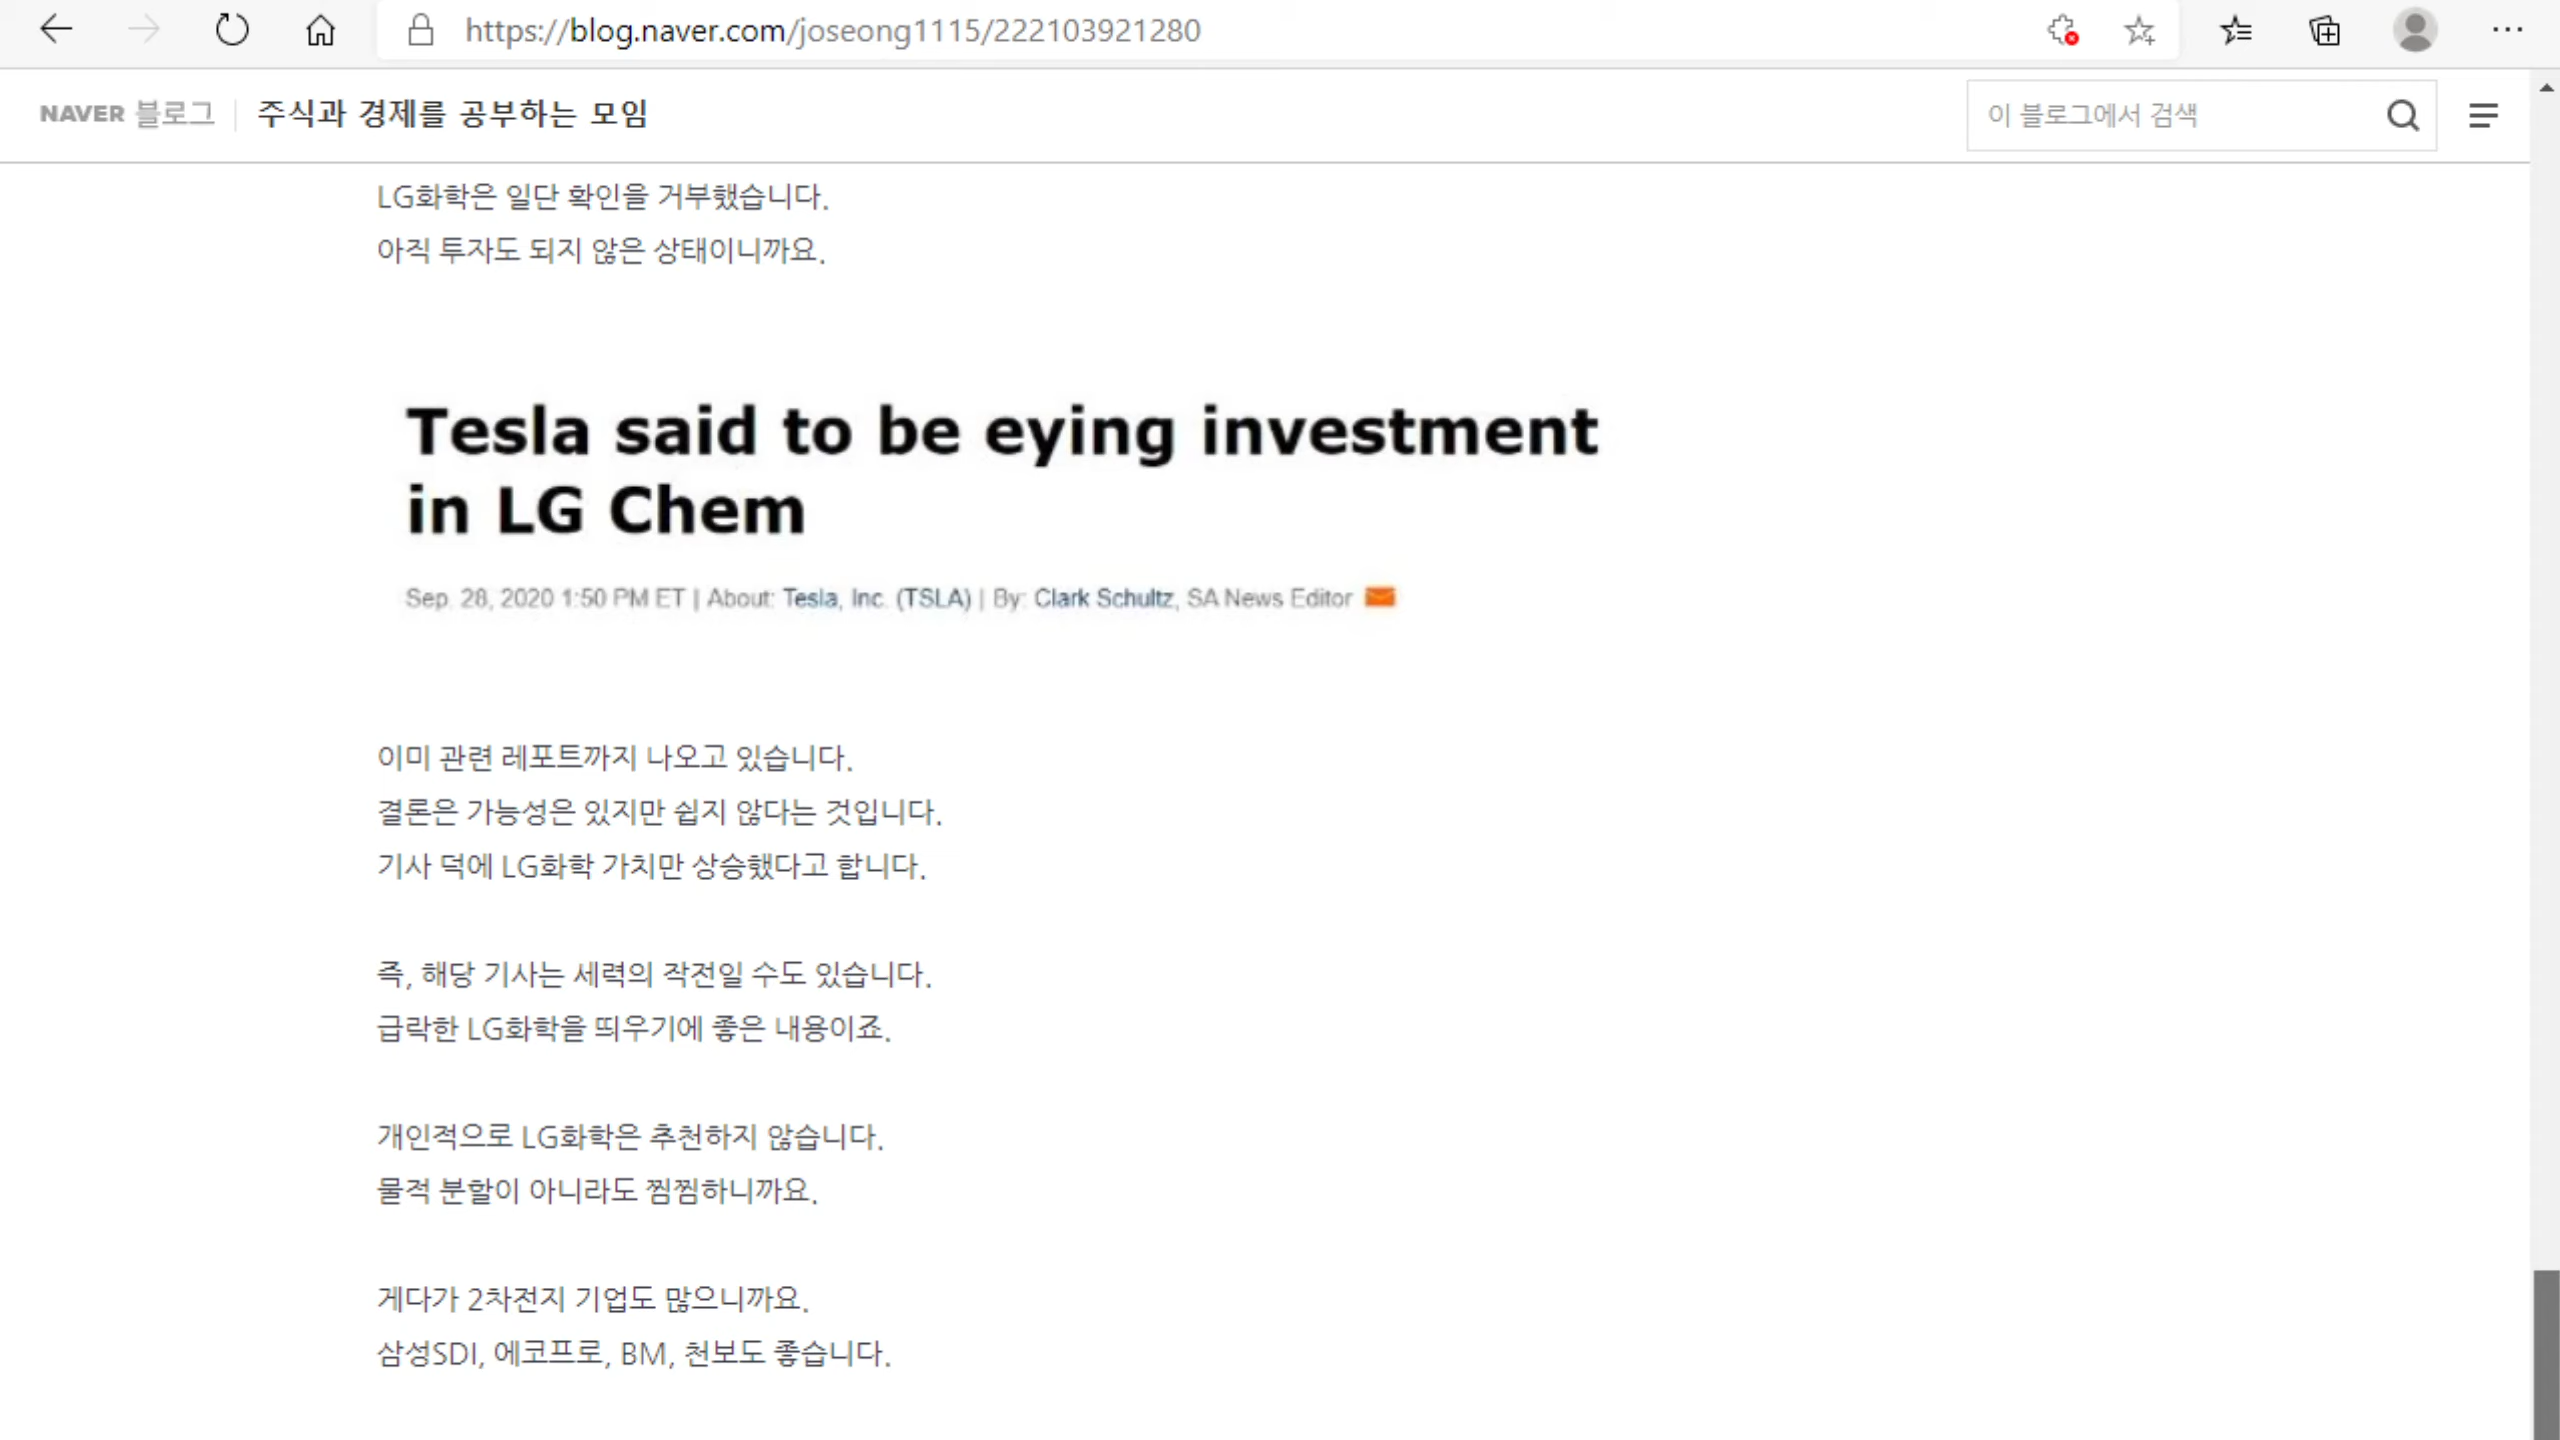 https://blog.naver.com/joseong1115/222103921280
NAVER 블로그 주식과 경제를 공부하는 모임
이 블로그에서 검색
LG화학은 일단 확인을 거부했습니다.
아직 투자도 되지 않은 상태이니까요.
Tesla said to be eying investment
in LG Chem
Sep. 28, 2020 1:50 PM ET | About: Tesla, Inc. (TSLA) | By: Clark Schultz, SA News Editor
이미 관련 레포트까지 나오고 있습니다.
결론은 가능성은 있지만 쉽지 않다는 것입니다.
기사 덕에 LG화학 가치만 상승했다고 합니다.
즉, 해당 기사는 세력의 작전일 수도 있습니다.
급락한 LG화학을 띄우기에 좋은 내용이죠.
개인적으로 LG화학은 추천하지 않습니다.
물적 분할이 아니라도 찜찜하니까요.
게다가 2차전지 기업도 많으니까요.
삼성SDI, 에코프로, BM, 천보도 좋습니다.